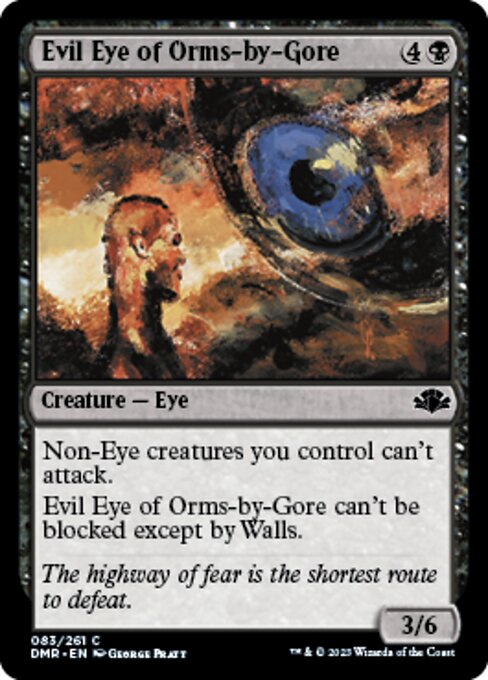 Evil Eye of Orms-by-Gore 4
Creature — Eye
Non-Eye creatures you control can't
attack.
Evil Eye of Orms-by-Gore can't be
blocked except by Walls.
The highway of fear is the shortest route
to defeat.
3/6
083/261 C
DMR • EN George Pratt
™ & © 2023 Wizards of the Coast